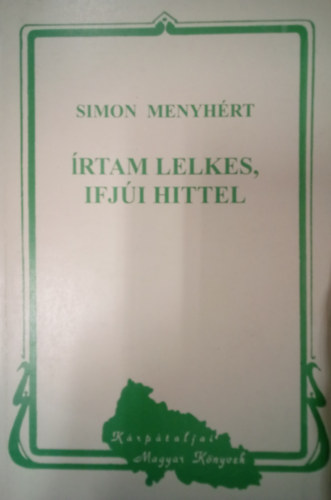 SIMON MENYHÉRT
ÍRTAM LELKES,
IFJÚI HITTEL
Kárpátaljai
Magyar Könyvek